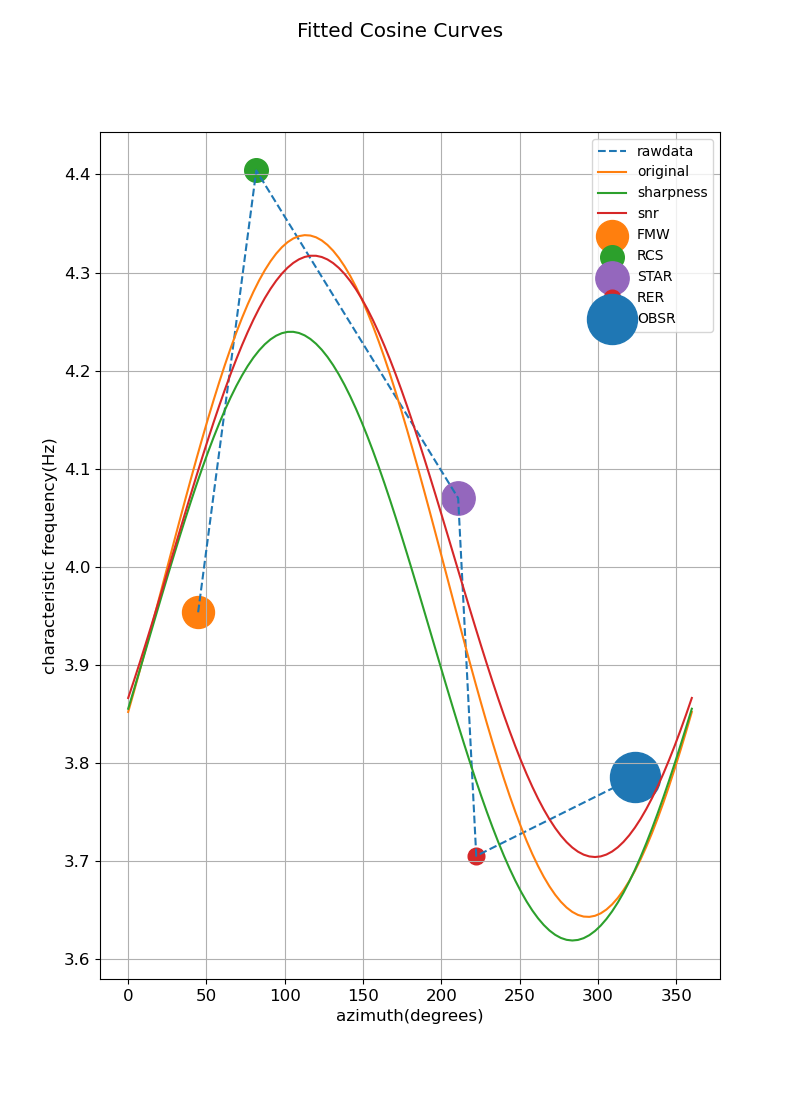 Fitted Cosine Curves
rawdata
original
sharpness
snr
FMW
RCS
STAR
RER
OBSR
4.4
4.3
4.2
4.1
4.0
3.9
3.8
3.7
3.6
characteristic frequency(Hz)
0 50 100 150 200 250 300 350
azimuth(degrees)